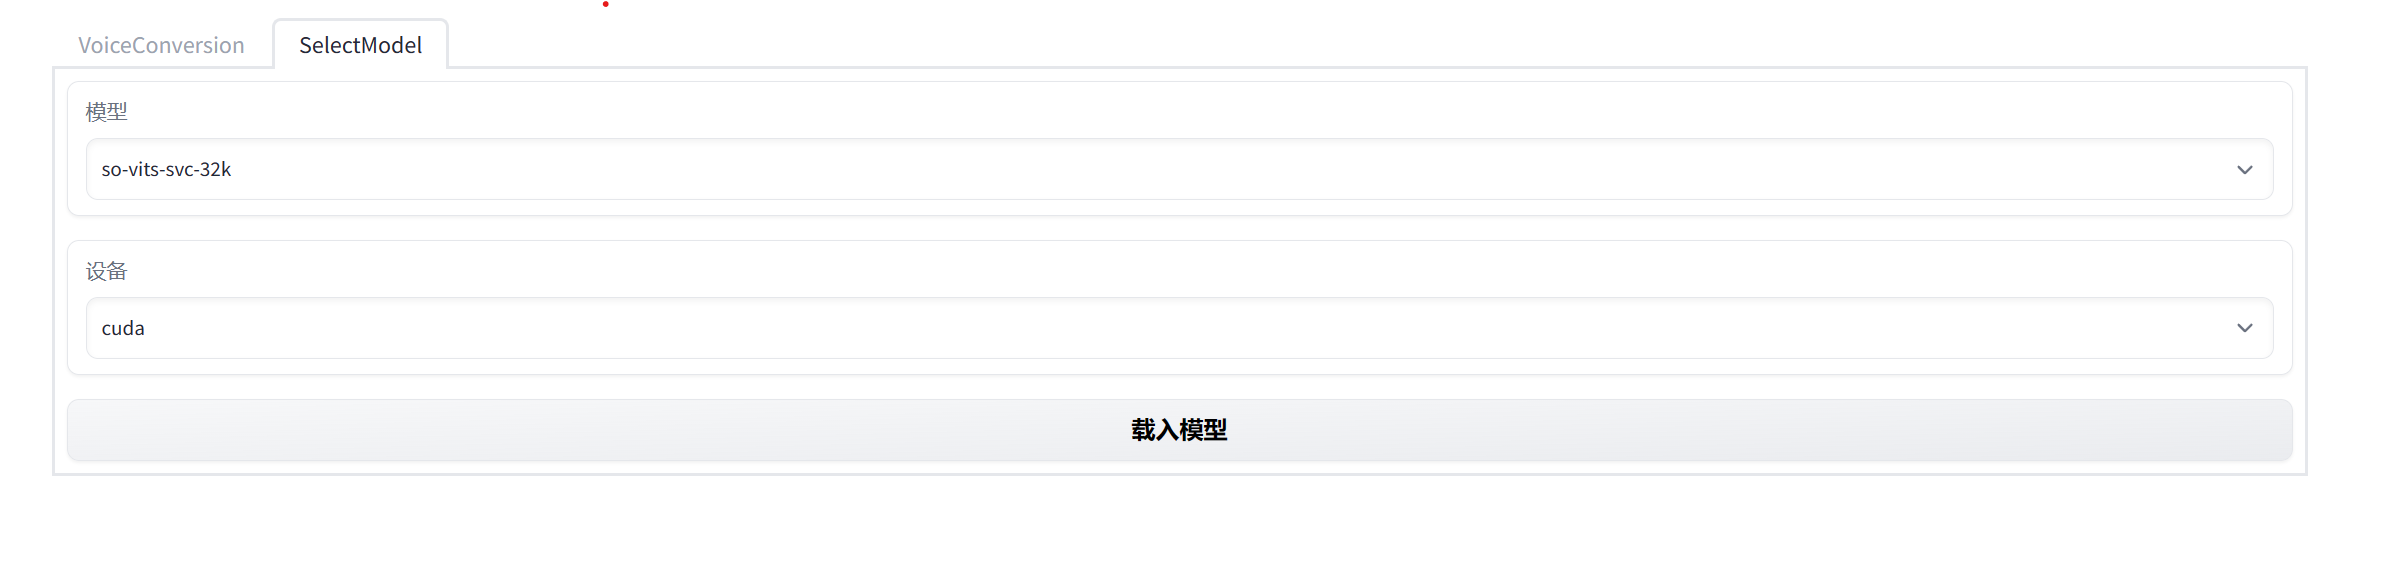 VoiceConversion SelectModel
模型
so-vits-svc-32k
设备
cuda
载入模型